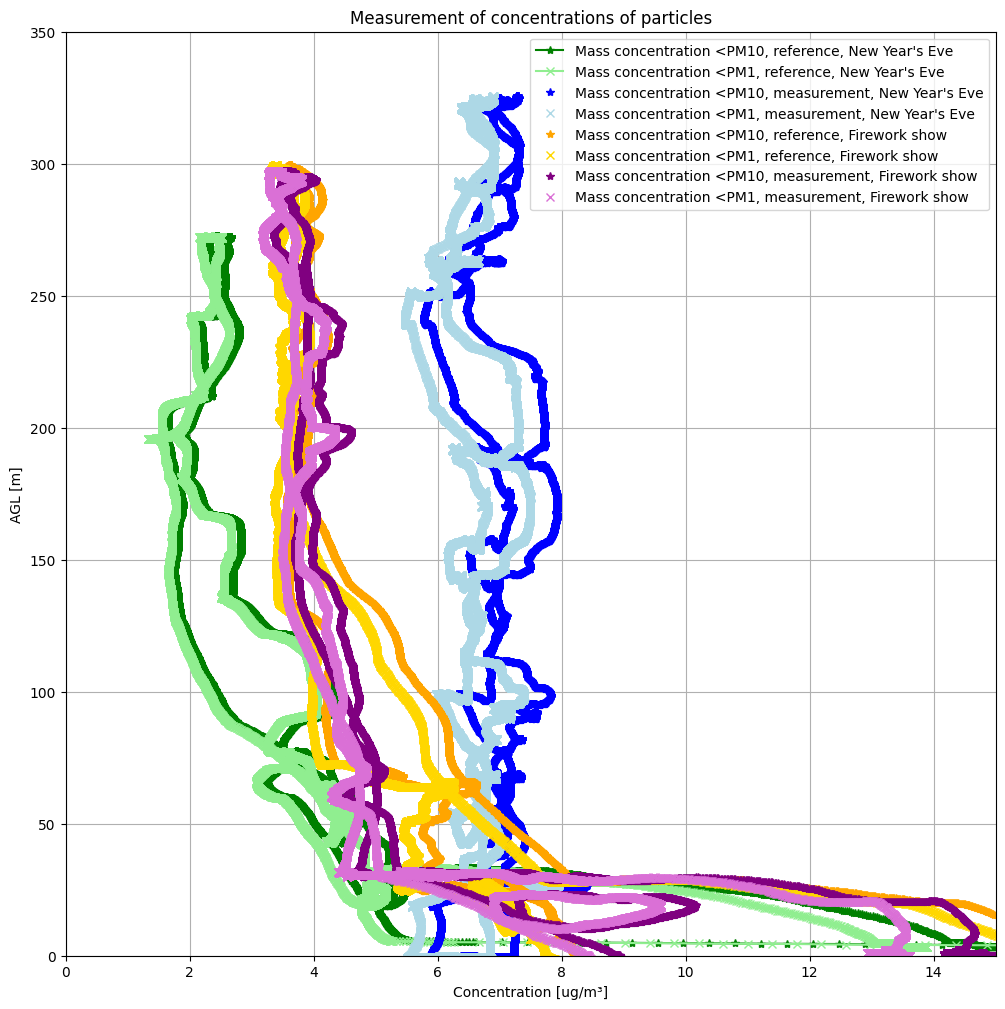 Measurement of concentrations of particles
350
300
250
200
150
100
50
0
AGL [m]
Mass concentration <PM10, reference, New Year's Eve
Mass concentration <PM1, reference, New Year's Eve
Mass concentration <PM10, measurement, New Year's Eve
Mass concentration <PM1, measurement, New Year's Eve
Mass concentration <PM10, reference, Firework show
Mass concentration <PM1, reference, Firework show
Mass concentration <PM10, measurement, Firework show
Mass concentration <PM1, measurement, Firework show
0 2 4 6 8 10 12 14
Concentration [ug/m³]